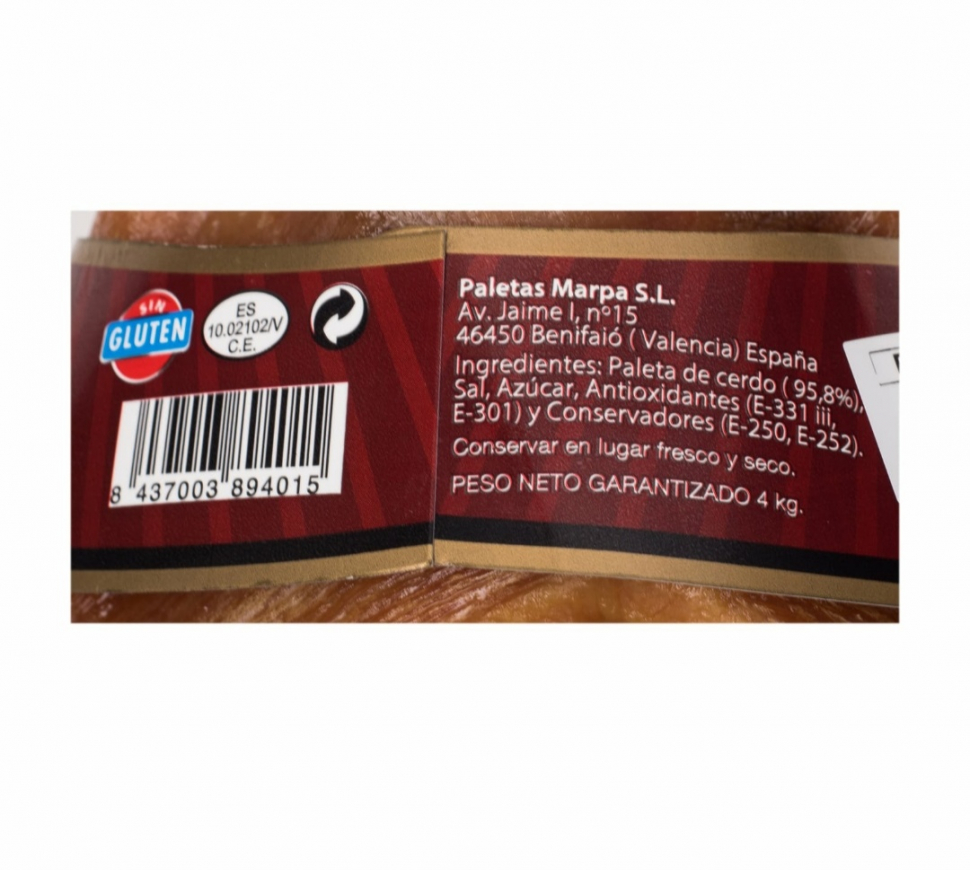 SIN
GLUTEN
ES
10.02102/V
C.E.
8 437003 894015
Paletas Marpa S.L.
Av. Jaime I, nº15
46450 Benifaió ( Valencia) España
Ingredientes: Paleta de cerdo ( 95,8%),
Sal, Azúcar, Antioxidantes (E-331 iii,
E-301) y Conservadores (E-250, E-252).
Conservar en lugar fresco y seco.
PESO NETO GARANTIZADO 4 kg.